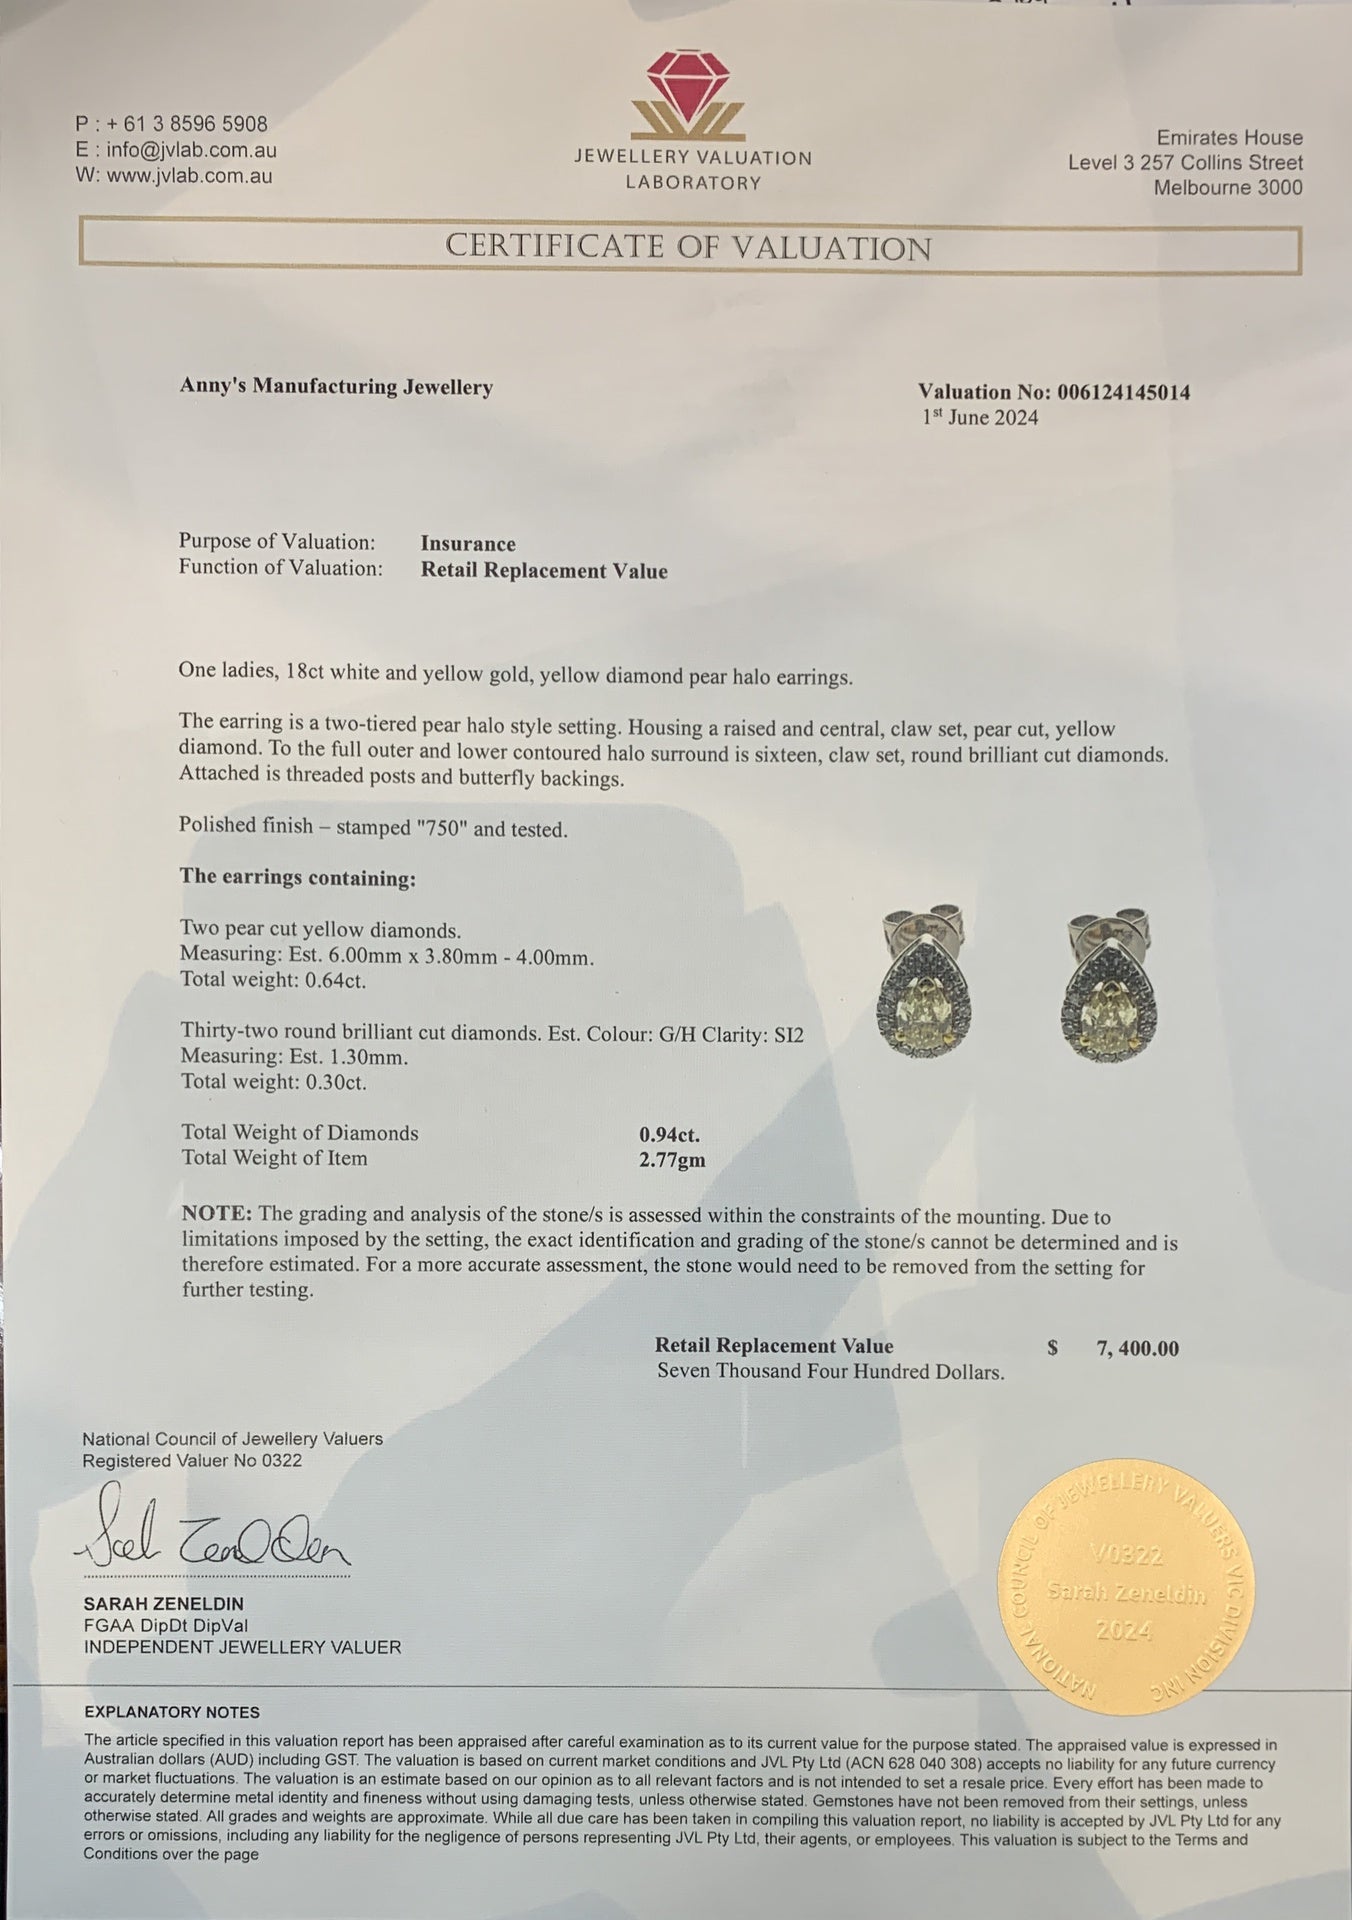 P : + 61 3 8596 5908
E : info@jvlab.com.au
W: www.jvlab.com.au
JEWELLERY VALUATION
LABORATORY
Emirates House
Level 3 257 Collins Street
Melbourne 3000
CERTIFICATE OF VALUATION
Anny's Manufacturing Jewellery
Valuation No: 006124145014
1st June 2024
Purpose of Valuation: Insurance
Function of Valuation: Retail Replacement Value
One ladies, 18ct white and yellow gold, yellow diamond pear halo earrings.
The earring is a two-tiered pear halo style setting. Housing a raised and central, claw set, pear cut, yellow
diamond. To the full outer and lower contoured halo surround is sixteen, claw set, round brilliant cut diamonds.
Attached is threaded posts and butterfly backings.
Polished finish – stamped "750" and tested.
The earrings containing:
Two pear cut yellow diamonds.
Measuring: Est. 6.00mm x 3.80mm - 4.00mm.
Total weight: 0.64ct.
Thirty-two round brilliant cut diamonds. Est. Colour: G/H Clarity: SI2
Measuring: Est. 1.30mm.
Total weight: 0.30ct.
Total Weight of Diamonds 0.94ct.
Total Weight of Item 2.77gm
NOTE: The grading and analysis of the stone/s is assessed within the constraints of the mounting. Due to
limitations imposed by the setting, the exact identification and grading of the stone/s cannot be determined and is
therefore estimated. For a more accurate assessment, the stone would need to be removed from the setting for
further testing.
Retail Replacement Value $ 7, 400.00
Seven Thousand Four Hundred Dollars.
National Council of Jewellery Valuers
Registered Valuer No 0322
SARAH ZENELDIN
FGAA DipDt DipVal
INDEPENDENT JEWELLERY VALUER
NATIONAL COUNCIL OF JEWELLERY VALUERS VIC DIVISION INC
V0322
Sarah Zeneldin
2024
EXPLANATORY NOTES
The article specified in this valuation report has been appraised after careful examination as to its current value for the purpose stated. The appraised value is expressed in
Australian dollars (AUD) including GST. The valuation is based on current market conditions and JVL Pty Ltd (ACN 628 040 308) accepts no liability for any future currency
or market fluctuations. The valuation is an estimate based on our opinion as to all relevant factors and is not intended to set a resale price. Every effort has been made to
accurately determine metal identity and fineness without using damaging tests, unless otherwise stated. Gemstones have not been removed from their settings, unless
otherwise stated. All grades and weights are approximate. While all due care has been taken in compiling this valuation report, no liability is accepted by JVL Pty Ltd for any
errors or omissions, including any liability for the negligence of persons representing JVL Pty Ltd, their agents, or employees. This valuation is subject to the Terms and
Conditions over the page